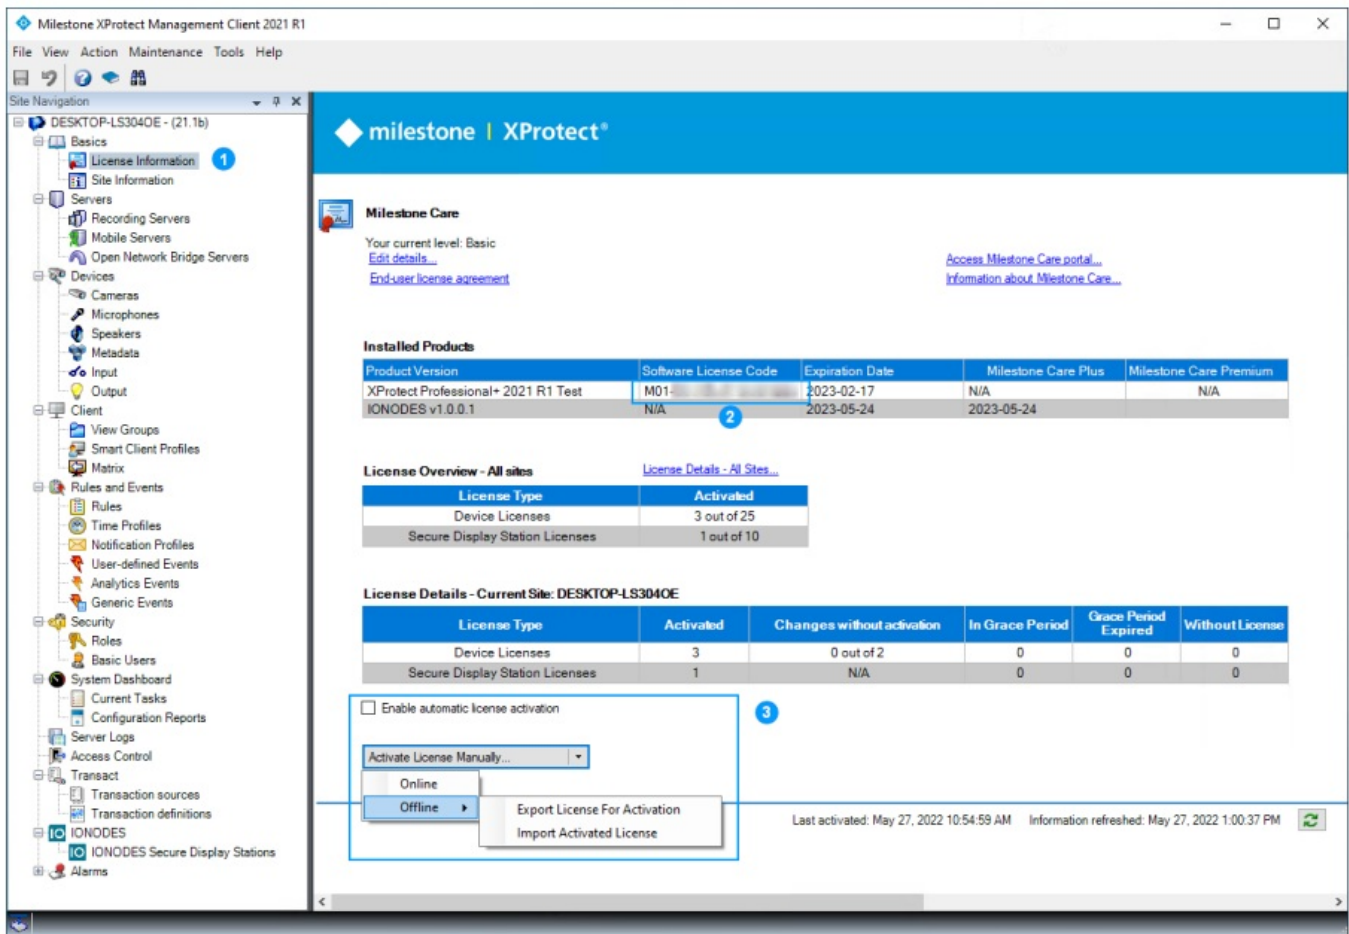 Milestone XProtect Management Client 2021 R1
File View Action Maintenance Tools Help
Site Navigation
DESKTOP-LS304OE - (21.1b)
Basics
License Information 1
Site Information
Servers
Recording Servers
Mobile Servers
Open Network Bridge Servers
Devices
Cameras
Microphones
Speakers
Metadata
Input
Output
Client
View Groups
Smart Client Profiles
Matrix
Rules and Events
Rules
Time Profiles
Notification Profiles
User-defined Events
Analytics Events
Generic Events
Security
Roles
Basic Users
System Dashboard
Current Tasks
Configuration Reports
Server Logs
Access Control
Transact
Transaction sources
Transaction definitions
IO IONODES
IO IONODES Secure Display Stations
Alarms
milestone | XProtect®
Milestone Care
Your current level: Basic
Edit details... Access Milestone Care portal...
End-user license agreement Information about Milestone Care...
Installed Products
Product Version Software License Code Expiration Date Milestone Care Plus Milestone Care Premium
XProtect Professional+ 2021 R1 Test M01- 2023-02-17 N/A N/A
IONODES v1.0.0.1 N/A 2023-05-24 2023-05-24
2
License Overview - All sites License Details - All Sites...
License Type Activated
Device Licenses 3 out of 25
Secure Display Station Licenses 1 out of 10
License Details - Current Site: DESKTOP-LS304OE
License Type Activated Changes without activation In Grace Period Grace Period Expired Without License
Device Licenses 3 0 out of 2 0 0 0
Secure Display Station Licenses 1 N/A 0 0 0
Enable automatic license activation 3
Activate License Manually...
Online
Offline
Export License For Activation
Import Activated License
Last activated: May 27, 2022 10:54:59 AM Information refreshed: May 27, 2022 1:00:37 PM